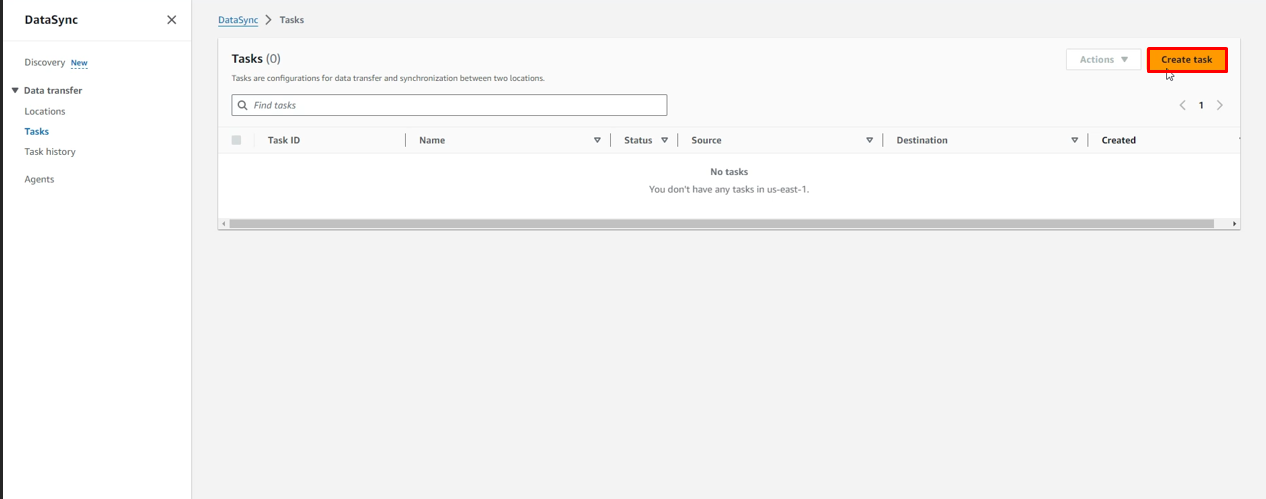 DataSync
Discovery New
Data transfer
Locations
Tasks
Task history
Agents
DataSync Tasks
Tasks (0)
Actions
Create task
Tasks are configurations for data transfer and synchronization between two locations.
Find tasks
1
Task ID Name Status Source Destination Created
No tasks
You don't have any tasks in us-east-1.